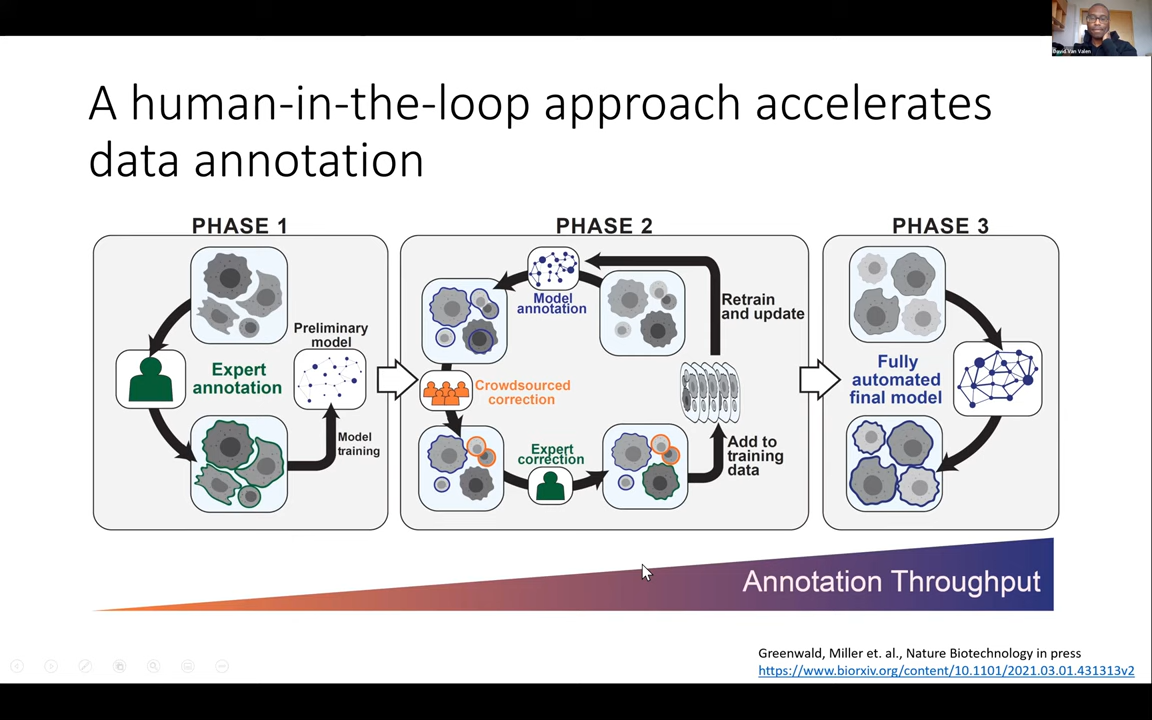 David Van Valen
A human-in-the-loop approach accelerates
data annotation
PHASE 1
Expert
annotation
Preliminary
model
Model
training
PHASE 2
Model
annotation
Retrain
and update
Crowdsourced
correction
Expert
correction
Add to
training
data
PHASE 3
Fully
automated
final model
Annotation Throughput
Greenwald, Miller et. al., Nature Biotechnology in press
https://www.biorxiv.org/content/10.1101/2021.03.01.431313v2